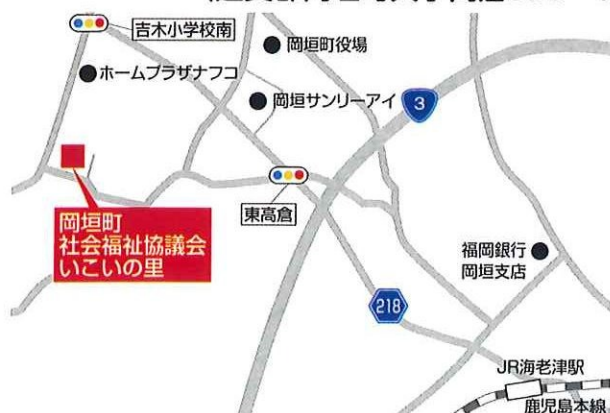 吉木小学校南
岡垣町役場
ホームプラザナフコ
岡垣サンリーアイ
3
東高倉
岡垣町
社会福祉協議会
いこいの里
福岡銀行
岡垣支店
218
JR海老津駅
鹿児島本線